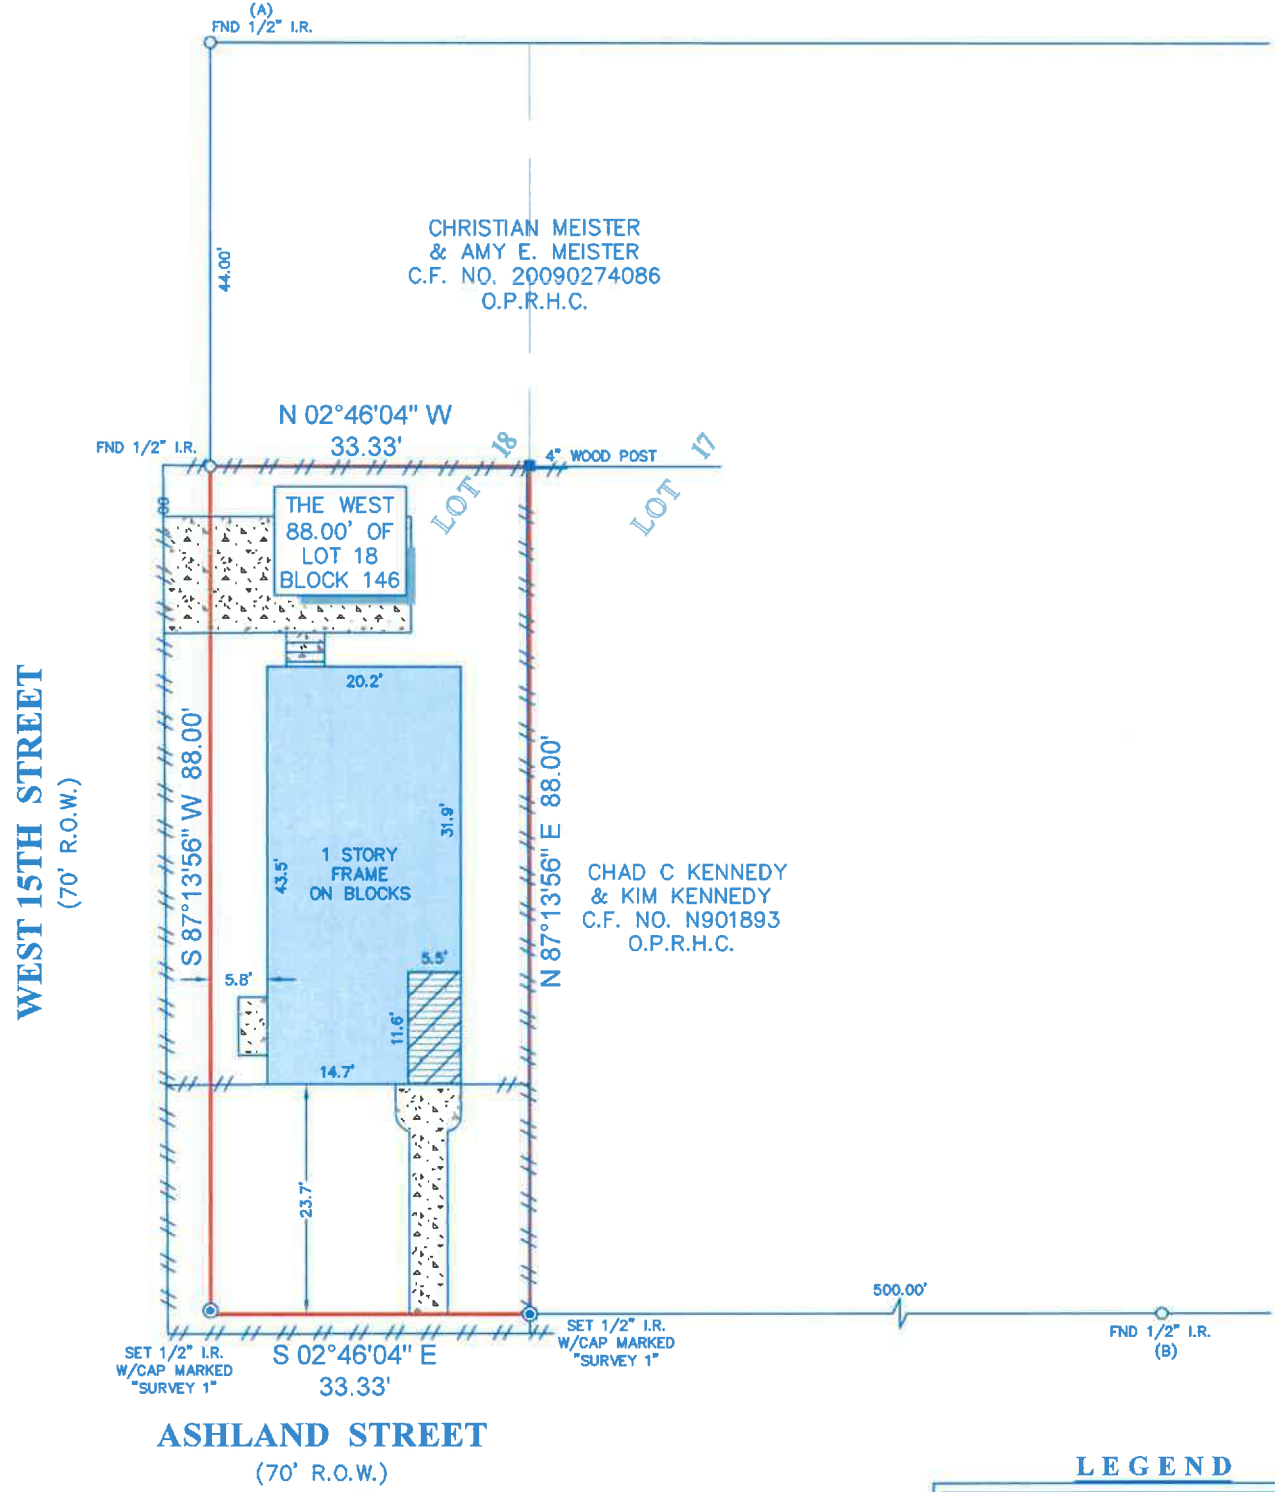 (A)
FND 1/2" I.R.
44.00'
CHRISTIAN MEISTER
& AMY E. MEISTER
C.F. NO. 20090274086
O.P.R.H.C.
N 02°46'04" W
33.33'
FND 1/2" I.R.
4" WOOD POST
LOT 18
LOT 17
THE WEST
88.00' OF
LOT 18
BLOCK 146
20.2'
WEST 15TH STREET
(70' R.O.W.)
S 87°13'56" W 88.00'
43.5'
31.9'
1 STORY
FRAME
ON BLOCKS
N 87°13'56" E 88.00'
CHAD C KENNEDY
& KIM KENNEDY
C.F. NO. N901893
O.P.R.H.C.
5.8'
5.5'
11.6'
14.7'
23.7'
500.00'
FND 1/2" I.R.
(B)
SET 1/2" I.R.
W/CAP MARKED
"SURVEY 1"
SET 1/2" I.R.
W/CAP MARKED
"SURVEY 1"
S 02°46'04" E
33.33'
ASHLAND STREET
(70' R.O.W.)
LEGEND